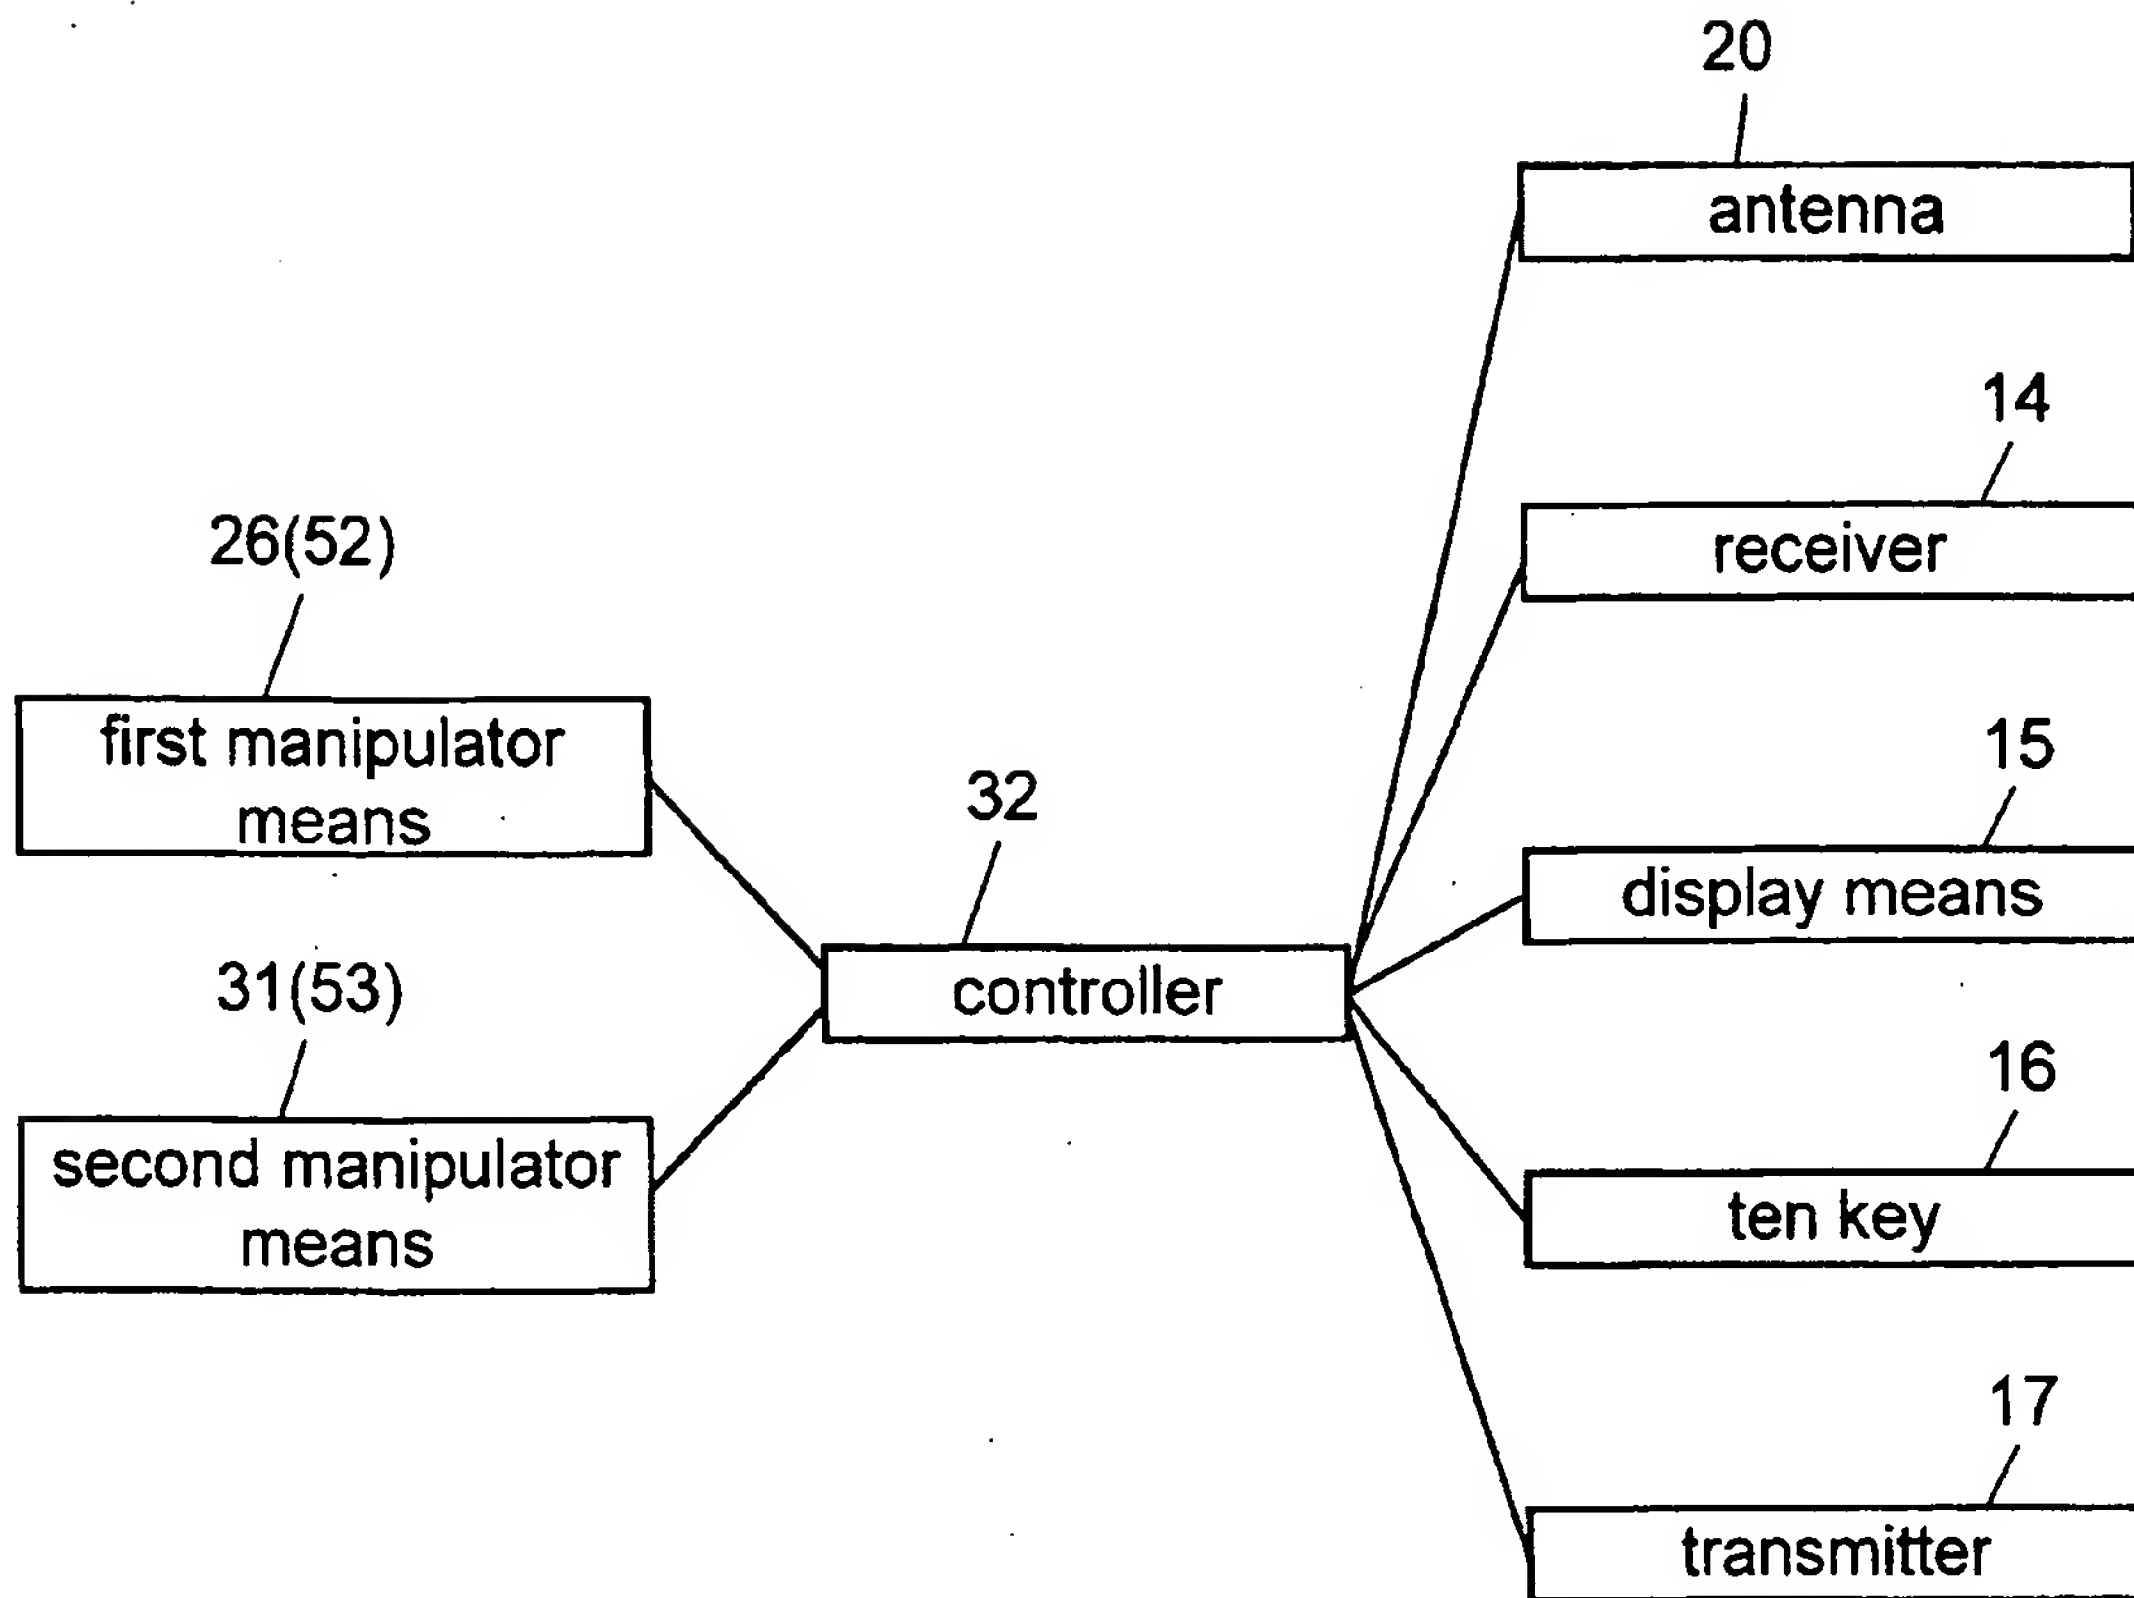 20
antenna
14
receiver
26(52)
first manipulator
means
15
display means
32
controller
31(53)
second manipulator
means
16
ten key
17
transmitter